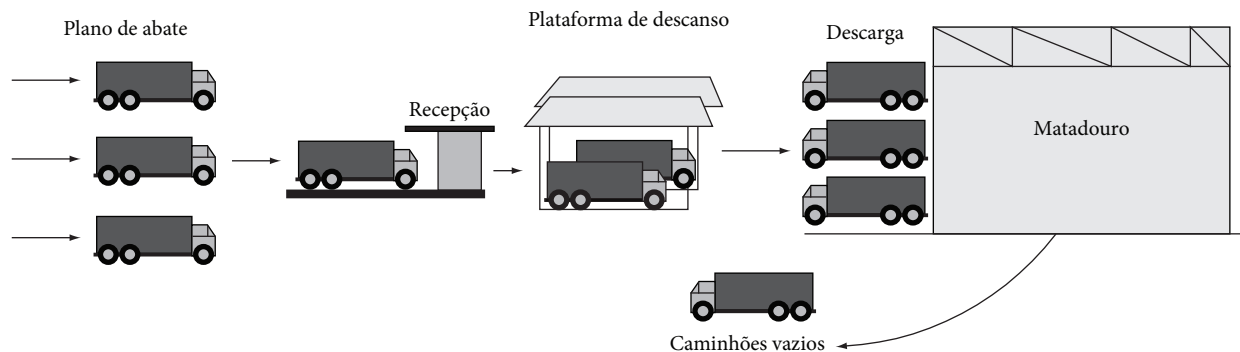 Plano de abate
Recepção
Plataforma de descanso
Descarga
Matadouro
Caminhões vazios